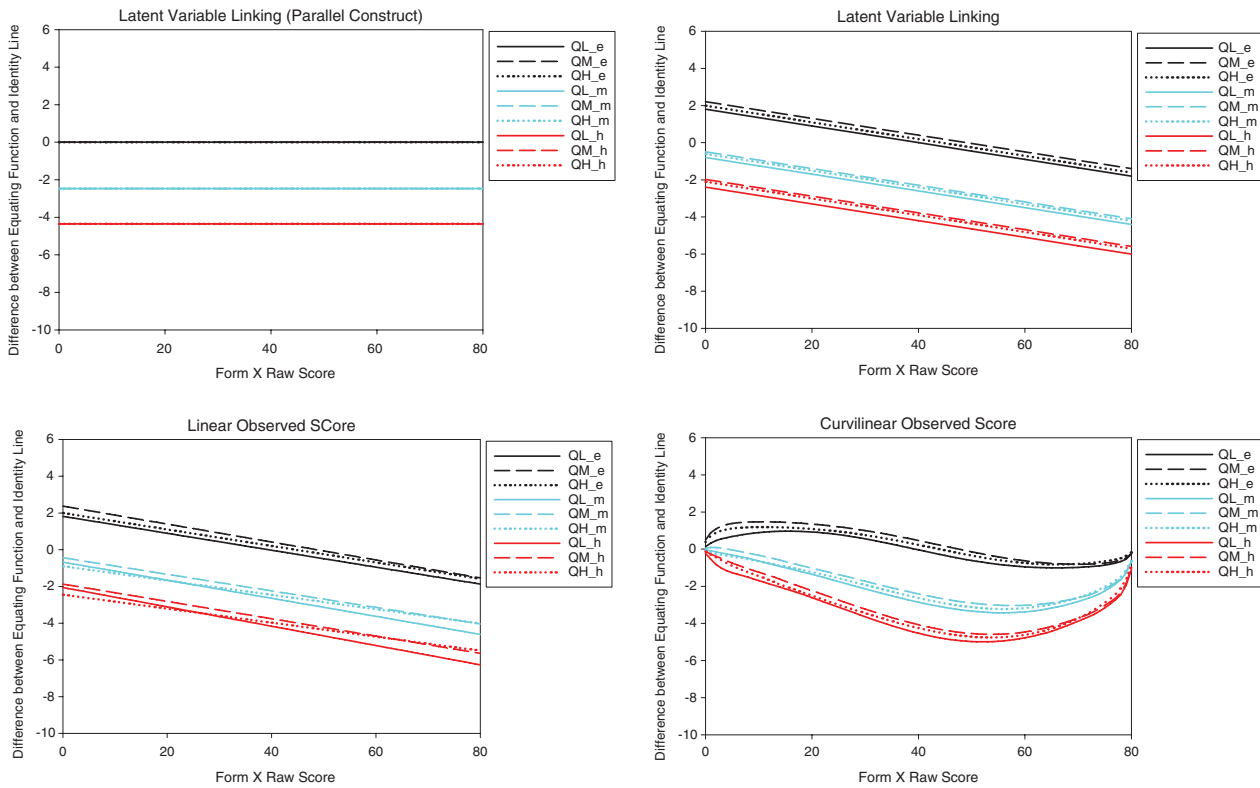 Latent Variable Linking (Parallel Construct)
Difference between Equating Function and Identity Line
6
4
2
0
-2
-4
-6
-8
-10
0
20
40
60
80
Form X Raw Score
QL_e
QM_e
QH_e
QL_m
QM_m
QH_m
QL_h
QM_h
QH_h
Latent Variable Linking
Difference between Equating Function and Identity Line
6
4
2
0
-2
-4
-6
-8
-10
0
20
40
60
80
Form X Raw Score
QL_e
QM_e
QH_e
QL_m
QM_m
QH_m
QL_h
QM_h
QH_h
Linear Observed SCore
Difference between Equating Function and Identity Line
6
4
2
0
-2
-4
-6
-8
-10
0
20
40
60
80
Form X Raw Score
QL_e
QM_e
QH_e
QL_m
QM_m
QH_m
QL_h
QM_h
QH_h
Curvilinear Observed Score
Difference between Equating Function and Identity Line
6
4
2
0
-2
-4
-6
-8
-10
0
20
40
60
80
Form X Raw Score
QL_e
QM_e
QH_e
QL_m
QM_m
QH_m
QL_h
QM_h
QH_h